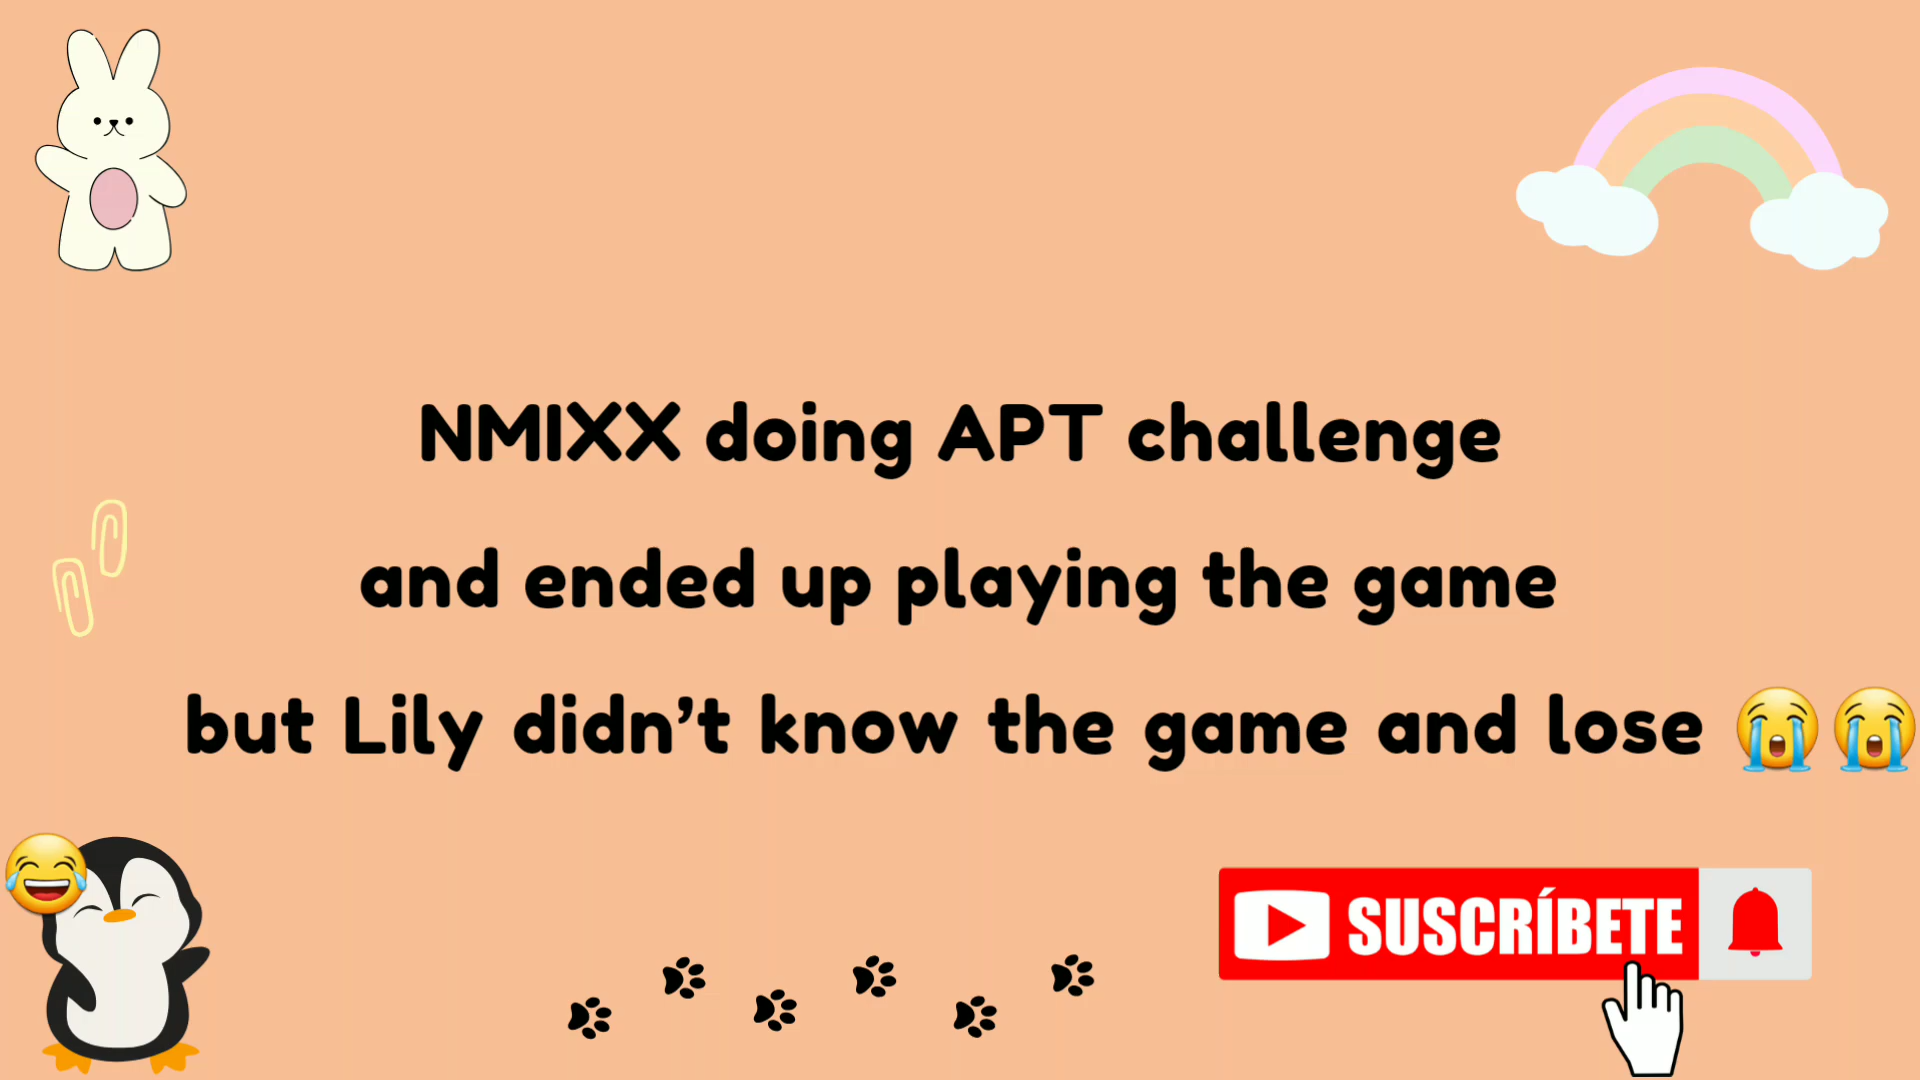 NMIXX doing APT challenge
and ended up playing the game
but Lily didn’t know the game and lose 😭😭
SUSCRÍBETE